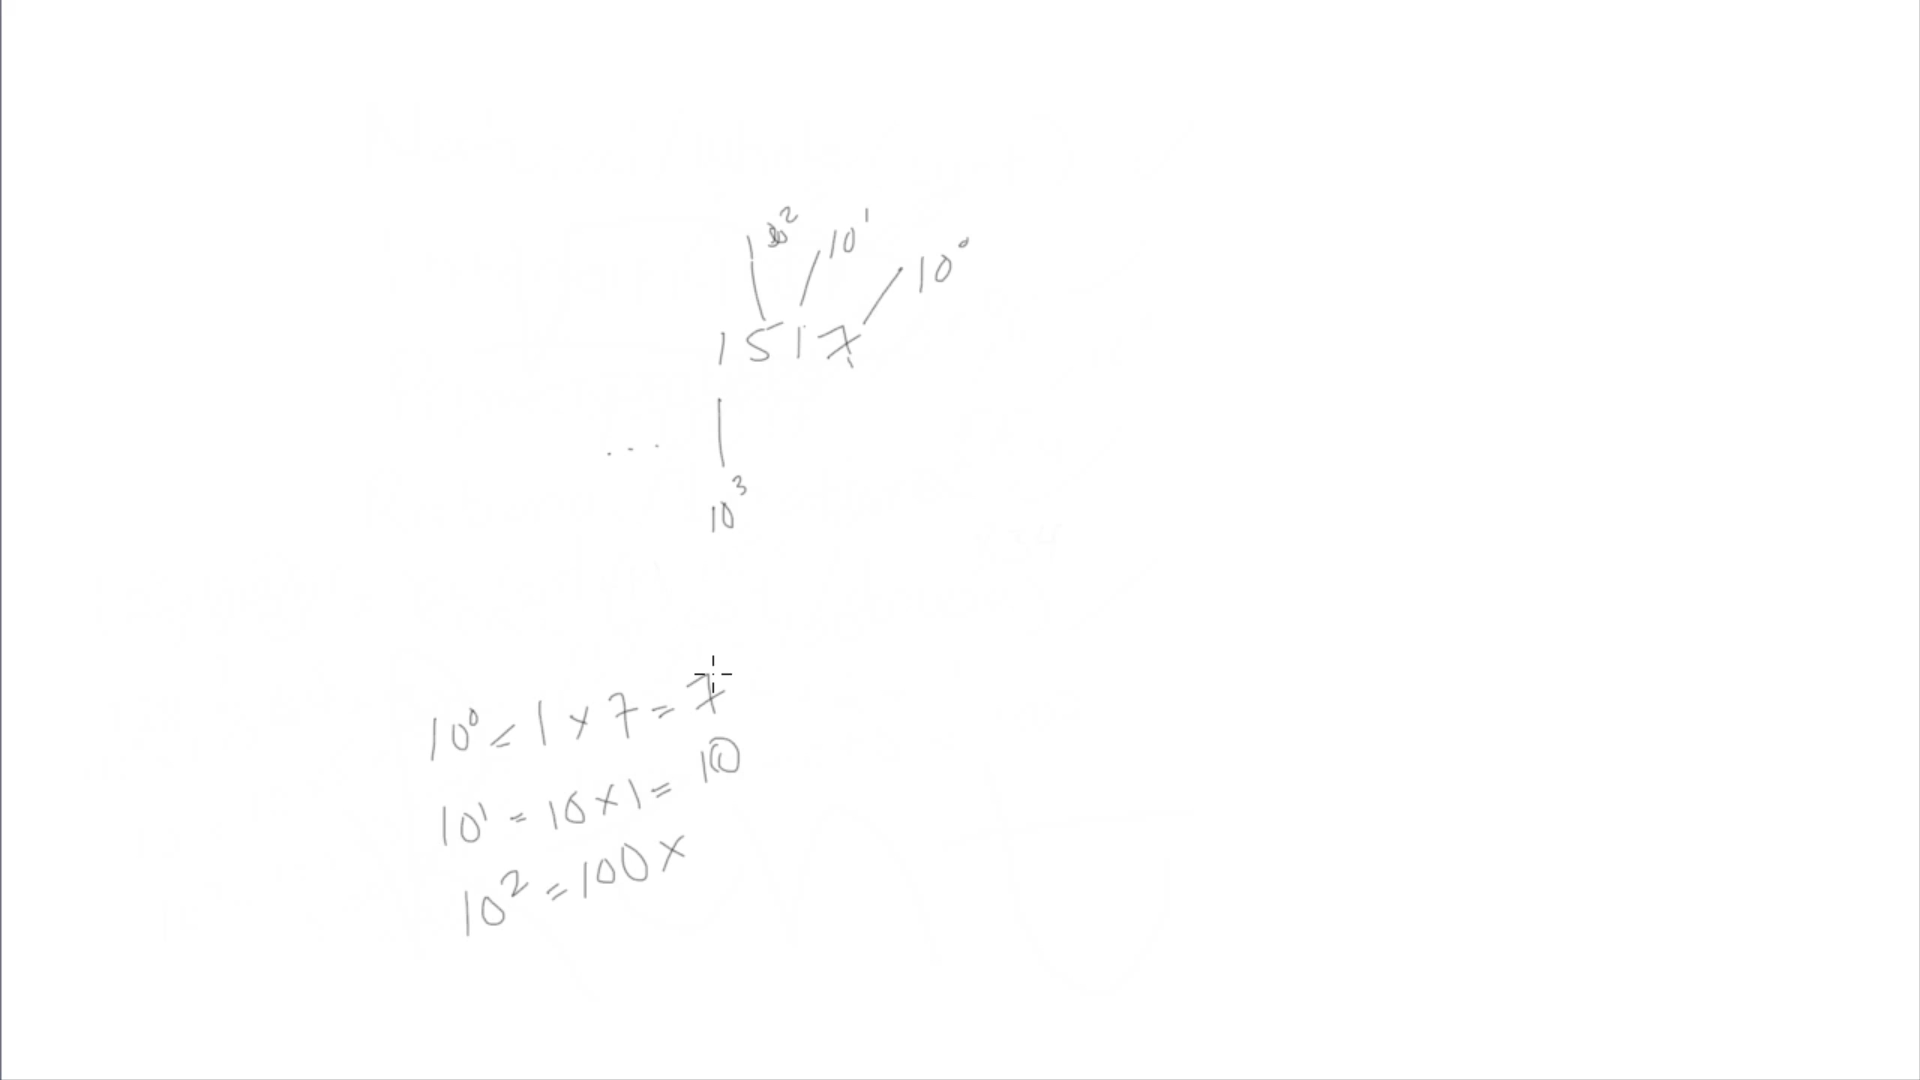 10² 10¹ 10⁰
1517
...
10³
10⁰ = 1 x 7 = 7
10¹ = 10 x 1 = 10
10² = 100 x